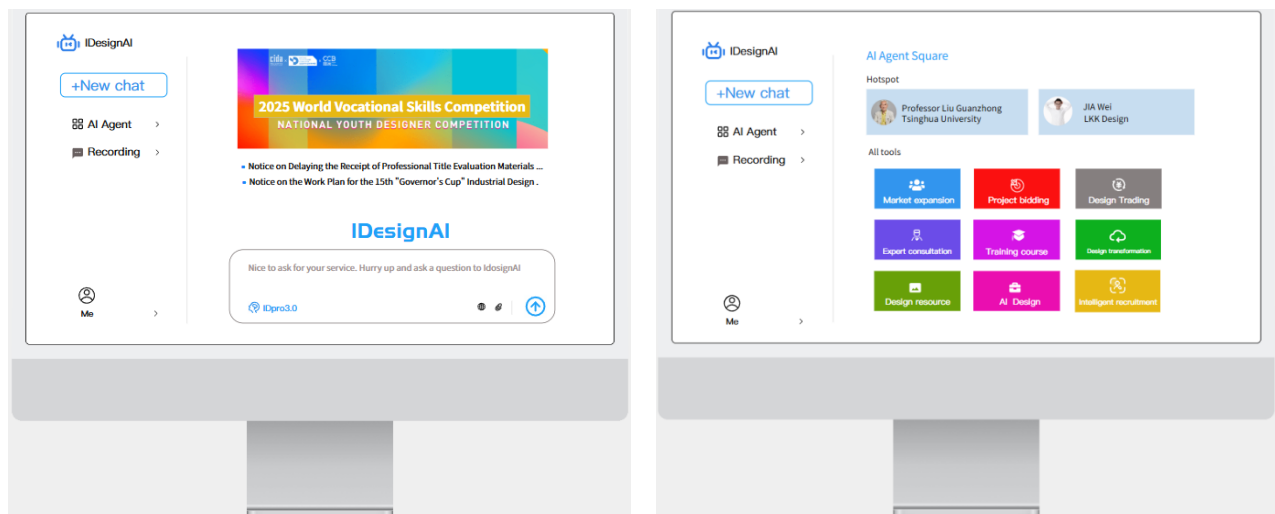 IDesignAI
+New chat
AI Agent
Recording
Me
cida
CCB
2025 World Vocational Skills Competition
NATIONAL YOUTH DESIGNER COMPETITION
Notice on Delaying the Receipt of Professional Title Evaluation Materials ...
Notice on the Work Plan for the 15th "Governor's Cup" Industrial Design .
IDesignAI
Nice to ask for your service. Hurry up and ask a question to IdosignAI
IDpro3.0
IDesignAI
+New chat
AI Agent
Recording
Me
AI Agent Square
Hotspot
Professor Liu Guanzhong
Tsinghua University
JIA Wei
LKK Design
All tools
Market expansion
Project bidding
Design Trading
Expert consultation
Training course
Design transformation
Design resource
AI Design
Intelligent recruitment